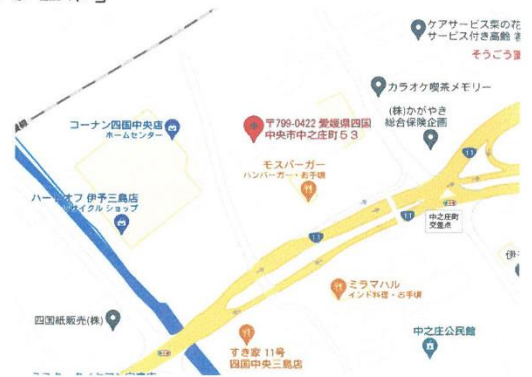 ケアサービス梨の花
サービス付き高齢
そうごう
カラオケ喫茶メモリー
(株)かがやき
総合保険企画
コーナン四国中央店
ホームセンター
〒799-0422 愛媛県四国
中央市中之庄町53
モスバーガー
ハンバーガー・お手頃
ハードオフ 伊予三島店
リサイクル ショップ
11
11
11
中之庄町
交差点
ミラマハル
インド料理・お手頃
四国紙販売(株)
すき家 11号
四国中央三島店
中之庄公民館